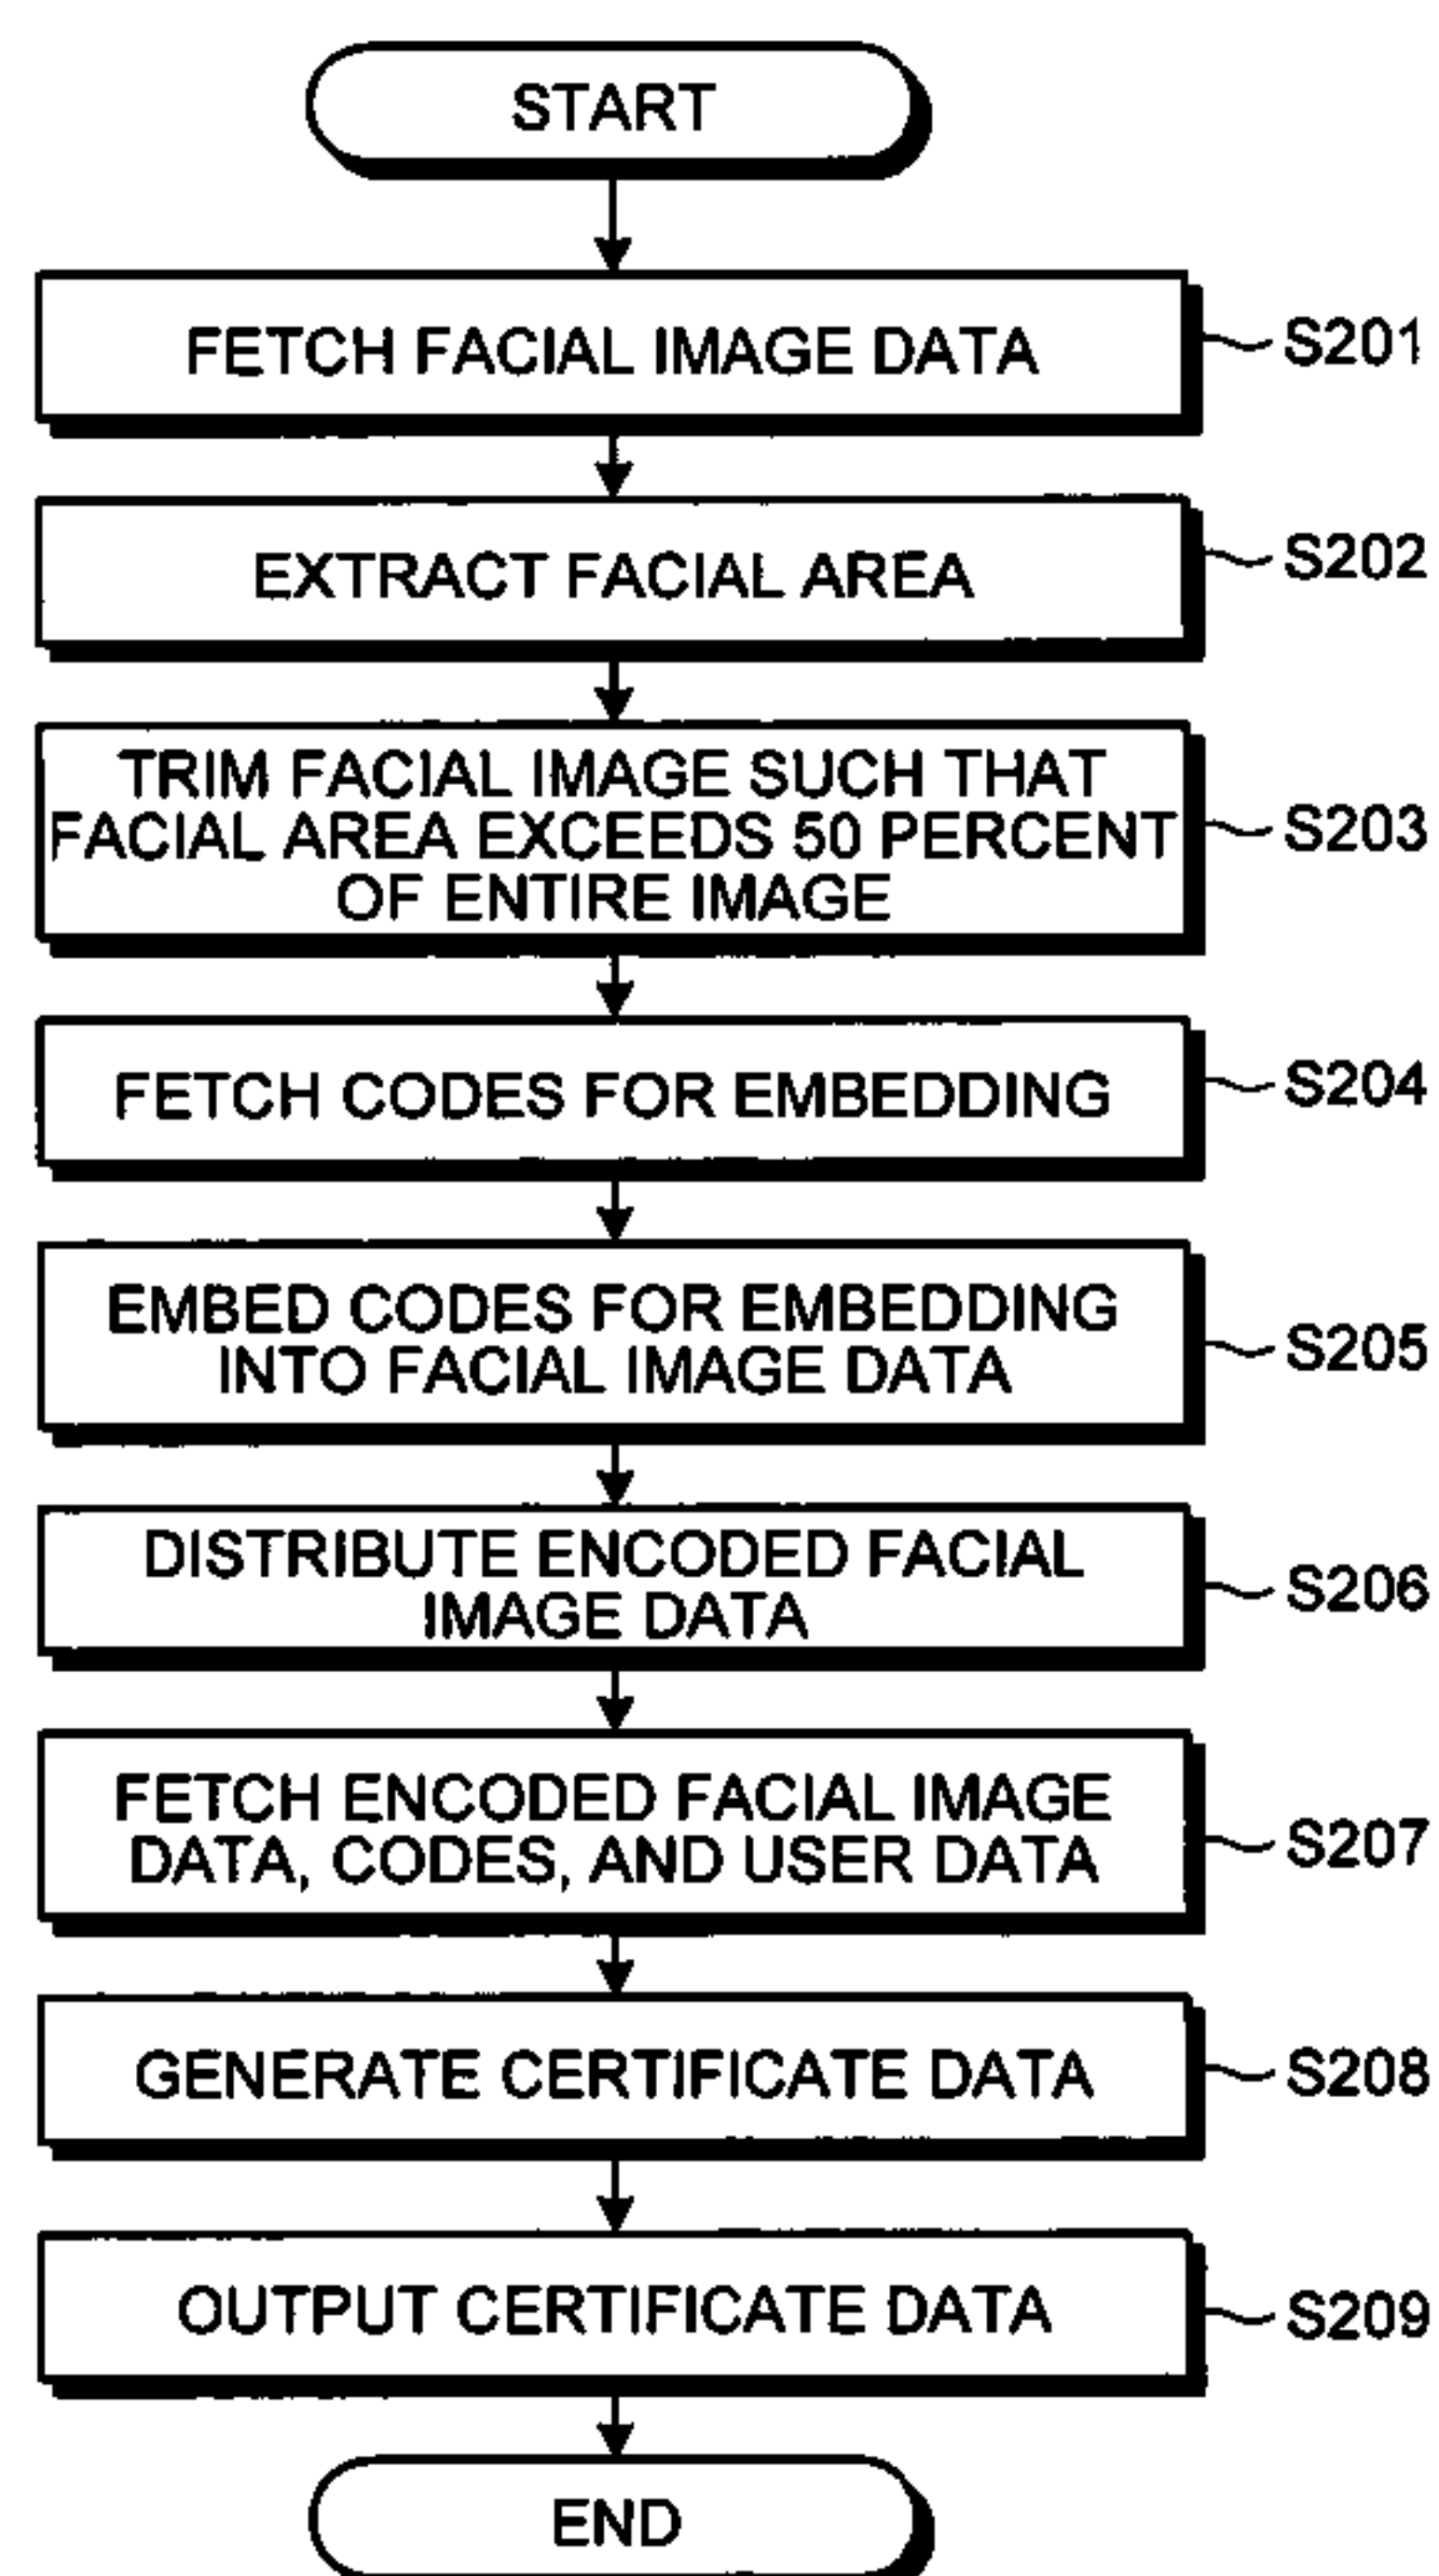 START
FETCH FACIAL IMAGE DATA
S201
EXTRACT FACIAL AREA
S202
TRIM FACIAL IMAGE SUCH THAT
FACIAL AREA EXCEEDS 50 PERCENT
OF ENTIRE IMAGE
S203
FETCH CODES FOR EMBEDDING
S204
EMBED CODES FOR EMBEDDING
INTO FACIAL IMAGE DATA
S205
DISTRIBUTE ENCODED FACIAL
IMAGE DATA
S206
FETCH ENCODED FACIAL IMAGE
DATA, CODES, AND USER DATA
S207
GENERATE CERTIFICATE DATA
S208
OUTPUT CERTIFICATE DATA
S209
END